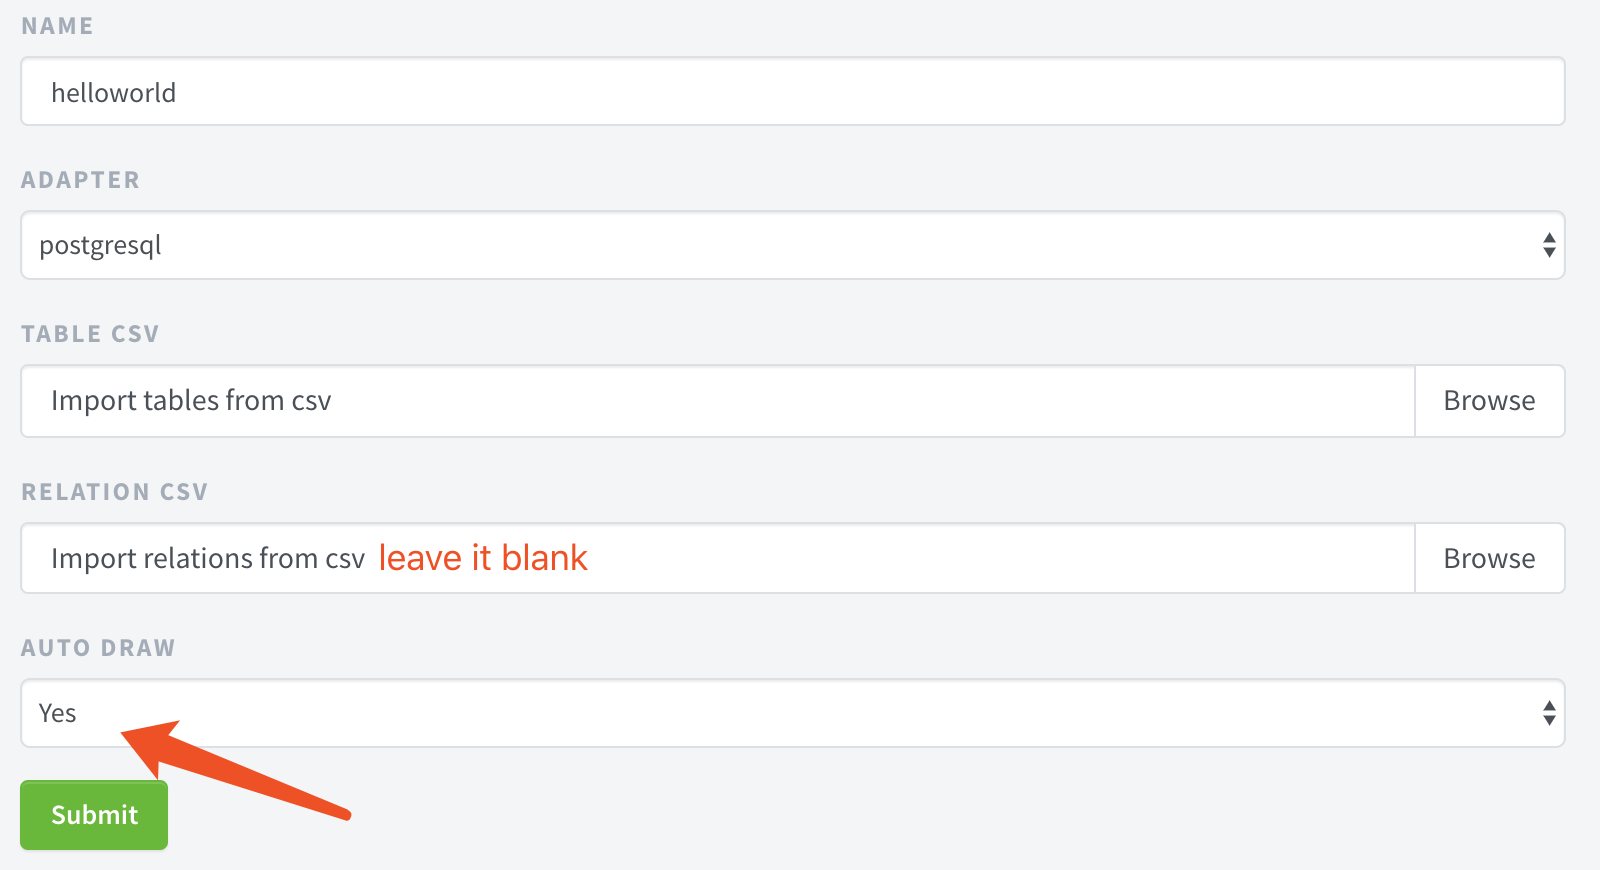 NAME
helloworld
ADAPTER
postgresql
TABLE CSV
Import tables from csv Browse
RELATION CSV
Import relations from csv leave it blank Browse
AUTO DRAW
Yes
Submit